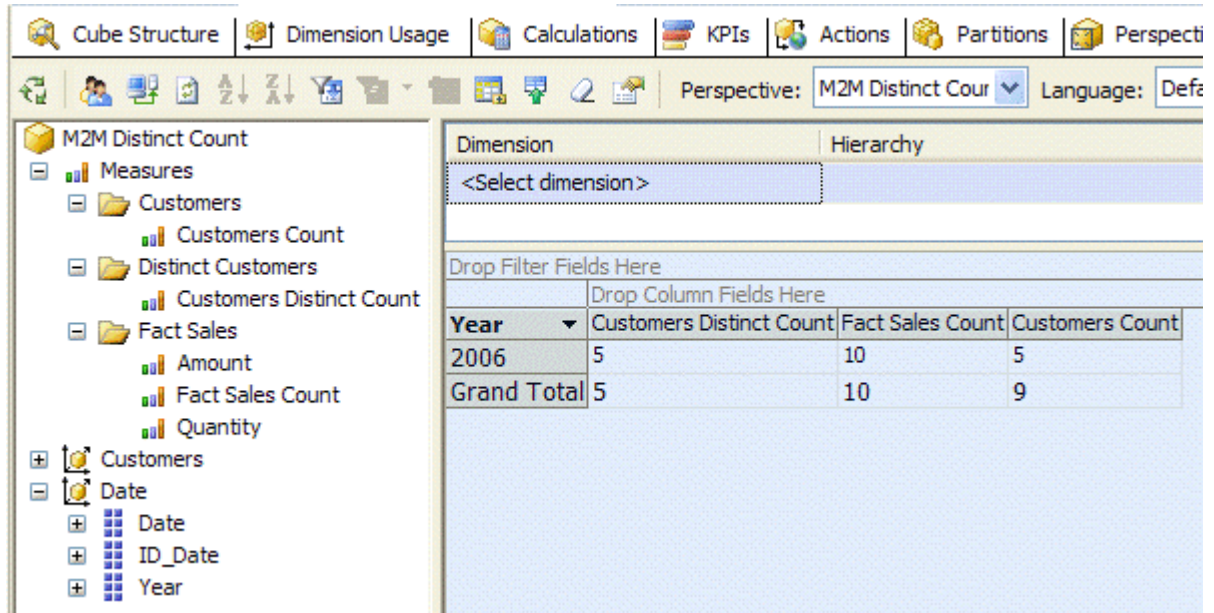 Cube Structure Dimension Usage Calculations KPIs Actions Partitions Perspecti
Perspective: M2M Distinct Cour Language: Defa
M2M Distinct Count
Measures
Customers
Customers Count
Distinct Customers
Customers Distinct Count
Fact Sales
Amount
Fact Sales Count
Quantity
Customers
Date
Date
ID_Date
Year
Dimension Hierarchy
<Select dimension>
Drop Filter Fields Here
Drop Column Fields Here
Year Customers Distinct Count Fact Sales Count Customers Count
2006 5 10 5
Grand Total 5 10 9